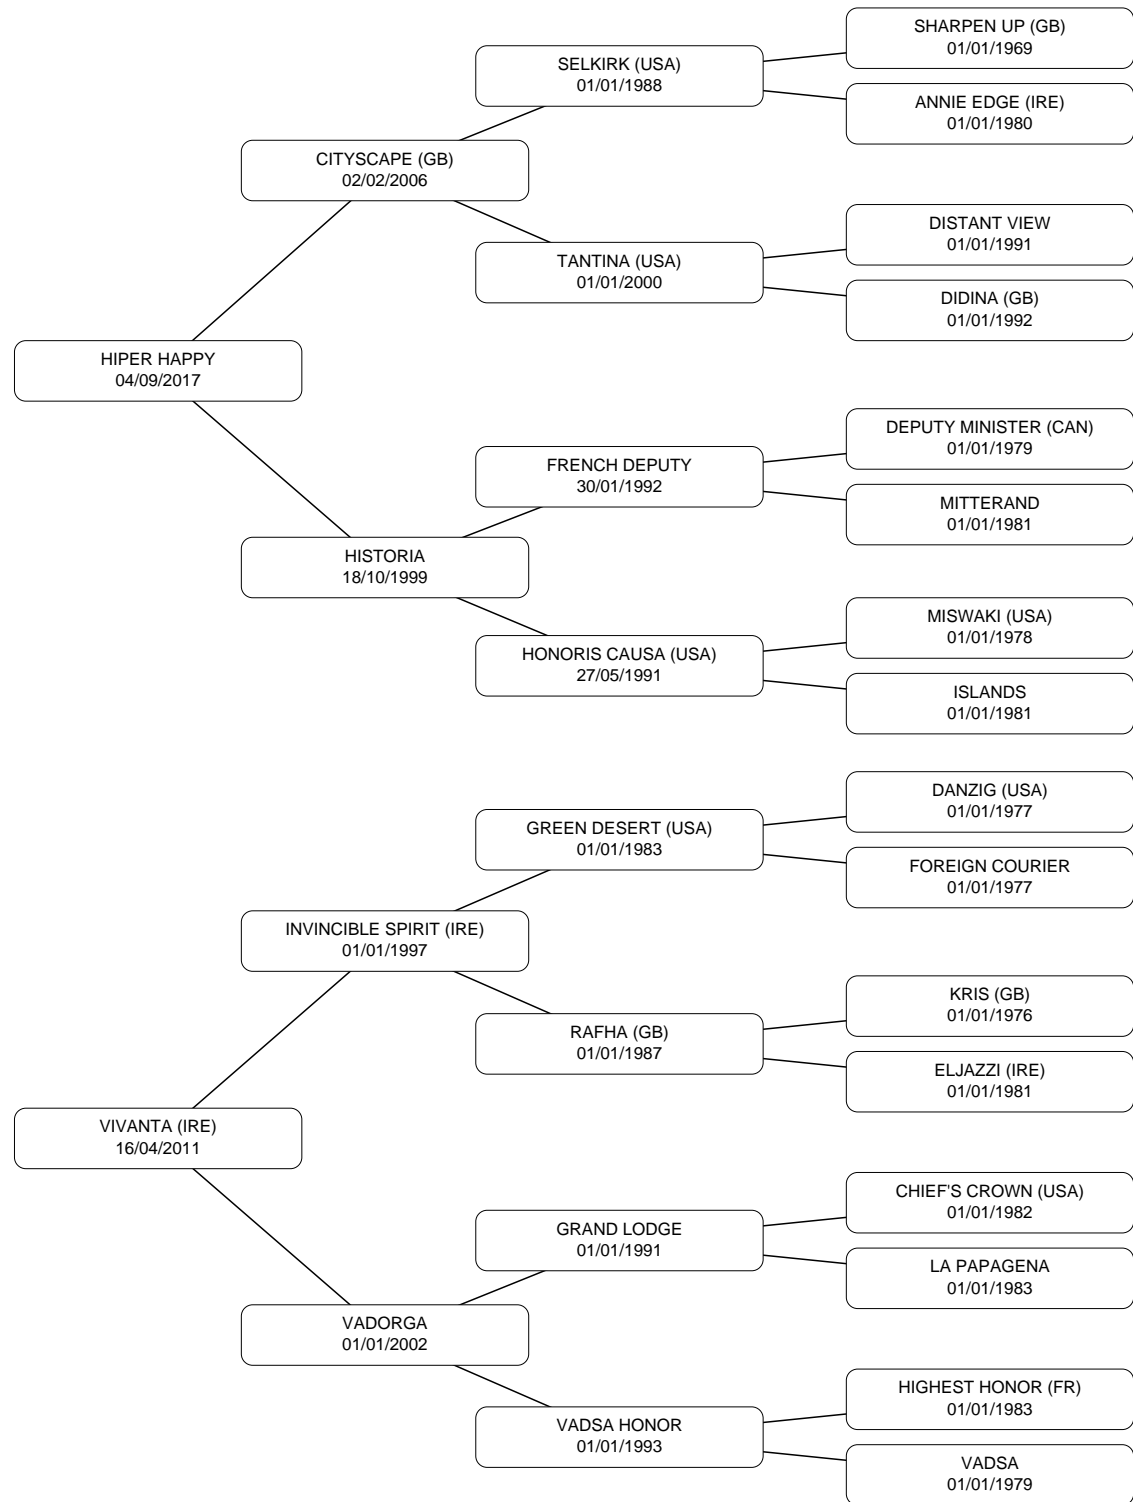 SHARPEN UP (GB)
01/01/1969
SELKIRK (USA)
01/01/1988
ANNIE EDGE (IRE)
01/01/1980
CITYSCAPE (GB)
02/02/2006
DISTANT VIEW
01/01/1991
TANTINA (USA)
01/01/2000
DIDINA (GB)
01/01/1992
HIPER HAPPY
04/09/2017
DEPUTY MINISTER (CAN)
01/01/1979
FRENCH DEPUTY
30/01/1992
MITTERAND
01/01/1981
HISTORIA
18/10/1999
MISWAKI (USA)
01/01/1978
HONORIS CAUSA (USA)
27/05/1991
ISLANDS
01/01/1981
DANZIG (USA)
01/01/1977
GREEN DESERT (USA)
01/01/1983
FOREIGN COURIER
01/01/1977
INVINCIBLE SPIRIT (IRE)
01/01/1997
KRIS (GB)
01/01/1976
RAFHA (GB)
01/01/1987
ELJAZZI (IRE)
01/01/1981
VIVANTA (IRE)
16/04/2011
CHIEF'S CROWN (USA)
01/01/1982
GRAND LODGE
01/01/1991
LA PAPAGENA
01/01/1983
VADORGA
01/01/2002
HIGHEST HONOR (FR)
01/01/1983
VADSA HONOR
01/01/1993
VADSA
01/01/1979